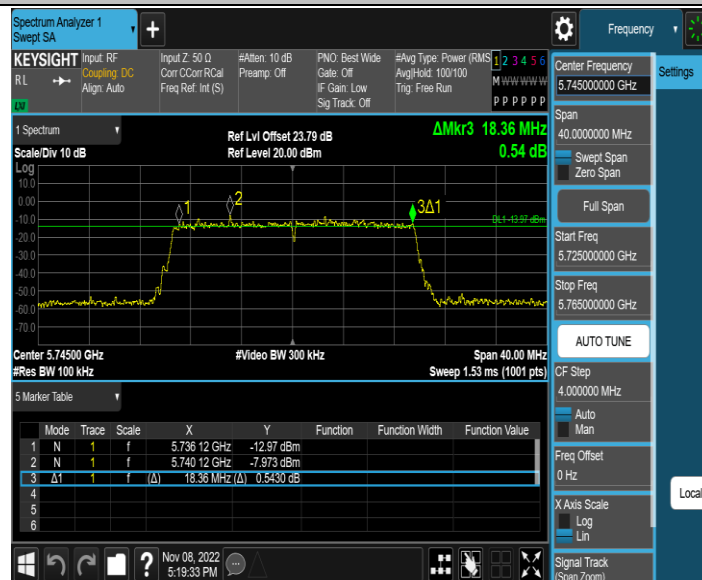 Spectrum Analyzer 1
Swept SA
+
Frequency
KEYSIGHT
Input: RF
Coupling: DC
Align: Auto
Input Z: 50 Ω
Corr CCorr RCal
Freq Ref: Int (S)
#Atten: 10 dB
Preamp: Off
PNO: Best Wide
Gate: Off
IF Gain: Low
Sig Track: Off
#Avg Type: Power (RMS
Avg|Hold: 100/100
Trig: Free Run
1 2 3 4 5 6
M W W W W W
P P P P P P
R L
LXI
1 Spectrum
Scale/Div 10 dB
Ref Lvl Offset 23.79 dB
Ref Level 20.00 dBm
ΔMkr3 18.36 MHz
0.54 dB
Log
10.0
0.00
-10.0
-20.0
-30.0
-40.0
-50.0
-60.0
-70.0
1
2
3Δ1
DL1 -13.97 dBm
Center 5.74500 GHz
#Res BW 100 kHz
#Video BW 300 kHz
Span 40.00 MHz
Sweep 1.53 ms (1001 pts)
5 Marker Table
Mode Trace Scale X Y Function Function Width Function Value
1 N 1 f 5.736 12 GHz -12.97 dBm
2 N 1 f 5.740 12 GHz -7.973 dBm
3 Δ1 1 f (Δ) 18.36 MHz (Δ) 0.5430 dB
4
5
6
?
Nov 08, 2022
5:19:33 PM
Center Frequency
5.745000000 GHz
Settings
Span
40.0000000 MHz
Swept Span
Zero Span
Full Span
Start Freq
5.725000000 GHz
Stop Freq
5.765000000 GHz
AUTO TUNE
CF Step
4.000000 MHz
Auto
Man
Freq Offset
0 Hz
Local
X Axis Scale
Log
Lin
Signal Track
(Span Zoom)